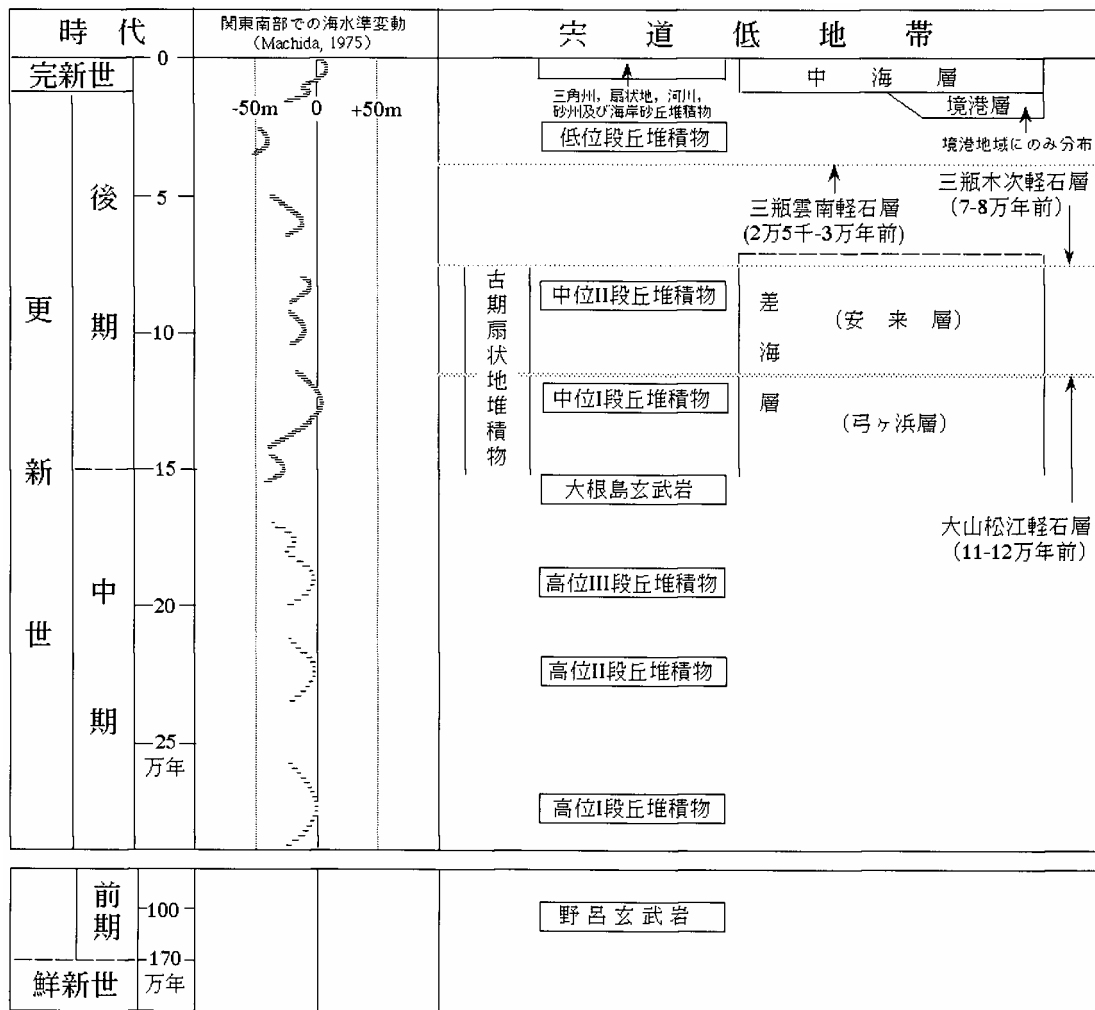 時代
関東南部での海水準変動
(Machida, 1975)
宍道低地帯
完新世
更新世
後期
中期
前期
鮮新世
0
5
10
15
20
25
万年
100
170
万年
-50m 0 +50m
三角州，扇状地，河川，
砂州及び海岸砂丘堆積物
低位段丘堆積物
中海層
境港層
境港地域にのみ分布
三瓶雲南軽石層
(2万5千-3万年前)
三瓶木次軽石層
(7-8万年前)
古期扇状地堆積物
中位II段丘堆積物
中位I段丘堆積物
差海層
(安来層)
(弓ヶ浜層)
大根島玄武岩
大山松江軽石層
(11-12万年前)
高位III段丘堆積物
高位II段丘堆積物
高位I段丘堆積物
野呂玄武岩